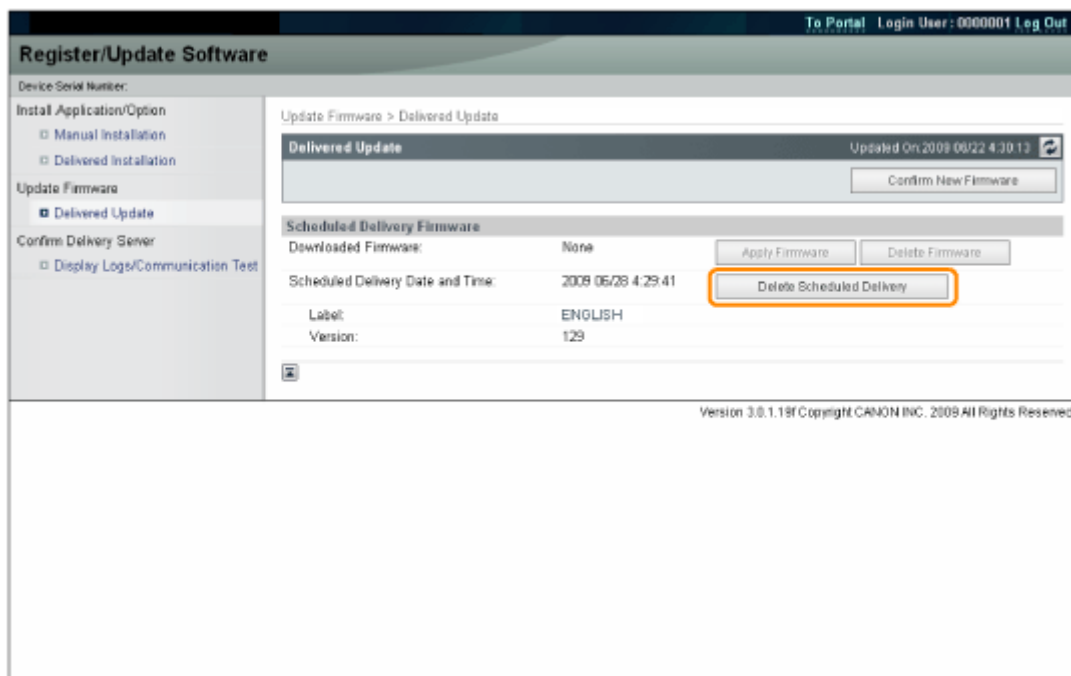 To Portal Login User: 0000001 Log Out
Register/Update Software
Device Serial Number:
Install Application/Option
Manual Installation
Delivered Installation
Update Firmware
Delivered Update
Confirm Delivery Server
Display Logs/Communication Test
Update Firmware > Delivered Update
Delivered Update Updated On:2009 06/22 4:30:13
Confirm New Firmware
Scheduled Delivery Firmware
Downloaded Firmware: None Apply Firmware Delete Firmware
Scheduled Delivery Date and Time: 2009 06/28 4:29:41 Delete Scheduled Delivery
Label: ENGLISH
Version: 129
Version 3.0.1.19f Copyright CANON INC. 2009 All Rights Reserved